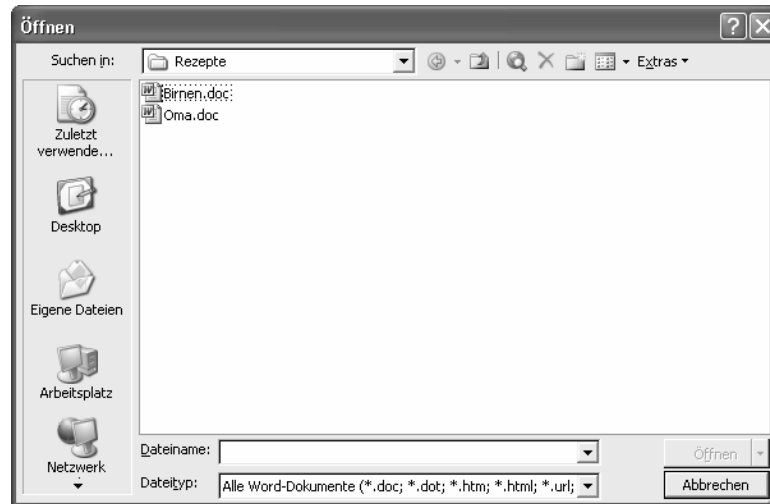 Öffnen
Suchen in:
Rezepte
Extras
Birnen.doc
Oma.doc
Zuletzt
verwende...
Desktop
Eigene Dateien
Arbeitsplatz
Netzwerk
Dateiname:
Öffnen
Dateityp:
Alle Word-Dokumente (*.doc; *.dot; *.htm; *.html; *.url;
Abbrechen